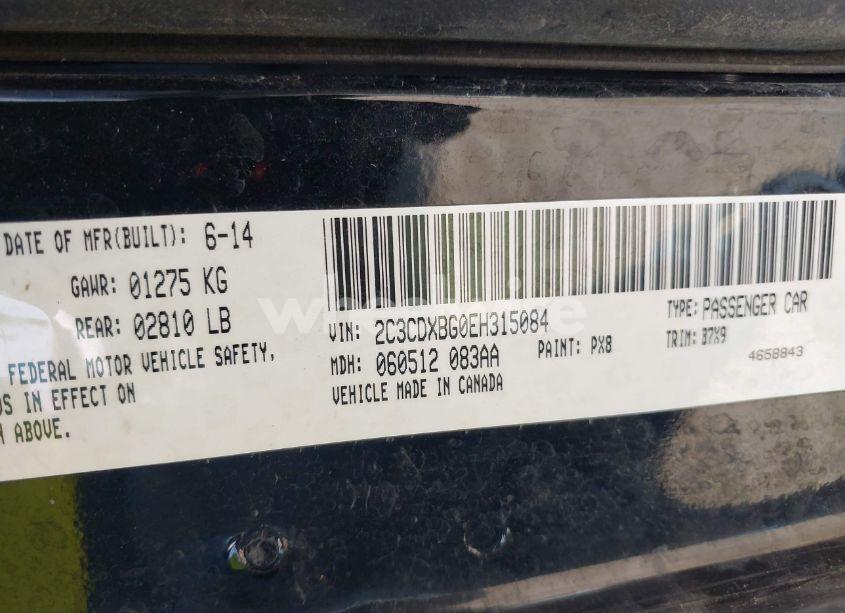 DATE OF MFR(BUILT): 6-14
GAWR: 01275 KG
REAR: 02810 LB
FEDERAL MOTOR VEHICLE SAFETY,
IN EFFECT ON
ABOVE.
VIN: 2C3CDXBG0EH315084
TYPE: PASSENGER CAR
MDH: 060512 083AA
PAINT: PX8
TRIM: B7X9
VEHICLE MADE IN CANADA
4658843